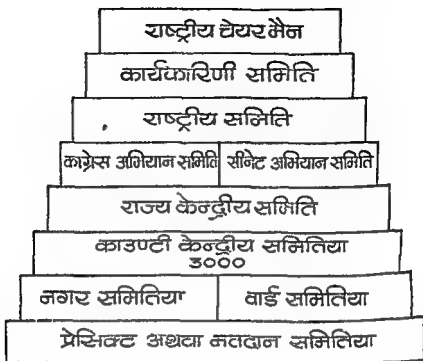 राष्ट्रीय चेयरमैन
कार्यकारिणी समिति
राष्ट्रीय समिति
काग्रेस अभियान समिति सीनेट अभियान समिति
राज्य केन्द्रीय समिति
काउण्टी केन्द्रीय समितिया
3000
नगर समितिया वार्ड समितिया
प्रेसिक्ट अथवा मतदान समितिया